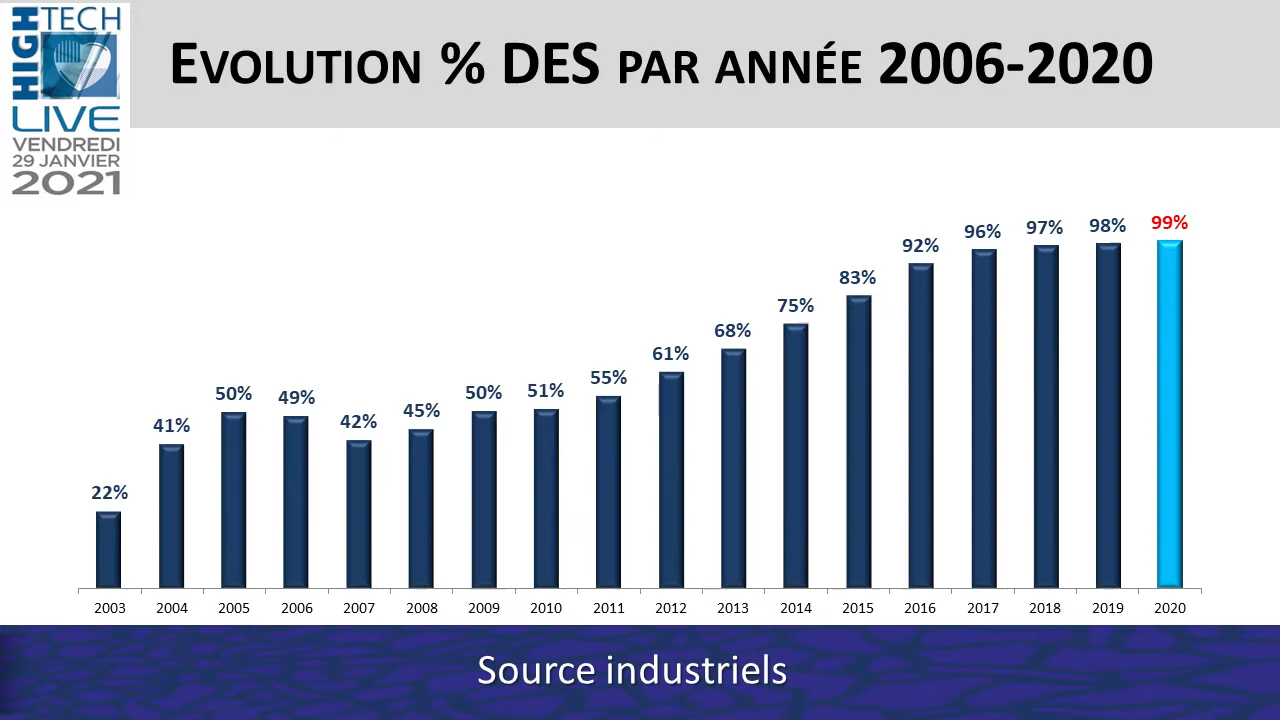 HIGH TECH
LIVE
VENDREDI
29 JANVIER
2021
EVOLUTION % DES PAR ANNÉE 2006-2020
22%
41%
50%
49%
42%
45%
50%
51%
55%
61%
68%
75%
83%
92%
96%
97%
98%
99%
2003 2004 2005 2006 2007 2008 2009 2010 2011 2012 2013 2014 2015 2016 2017 2018 2019 2020
Source industriels